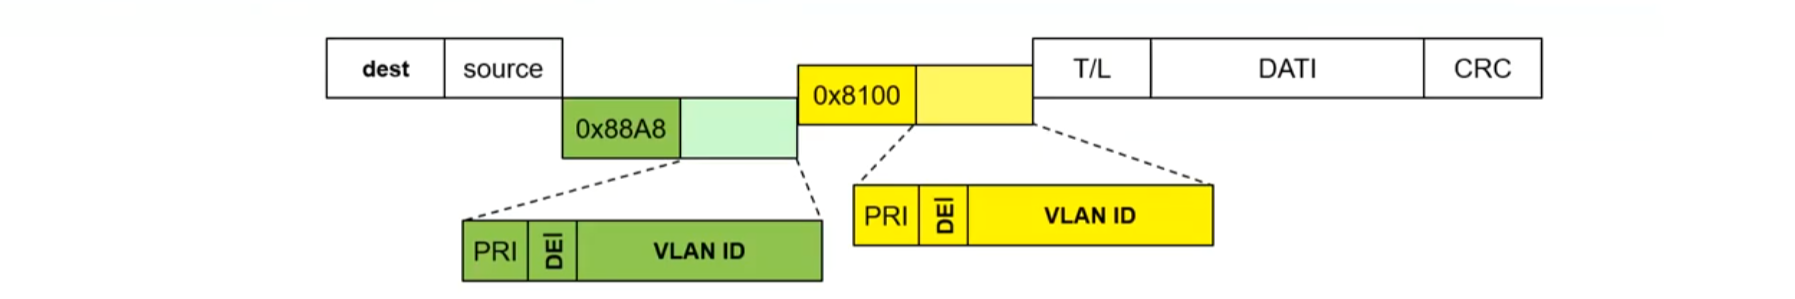 dest source T/L DATI CRC
0x88A8 0x8100
PRI DEI VLAN ID
PRI DEI VLAN ID